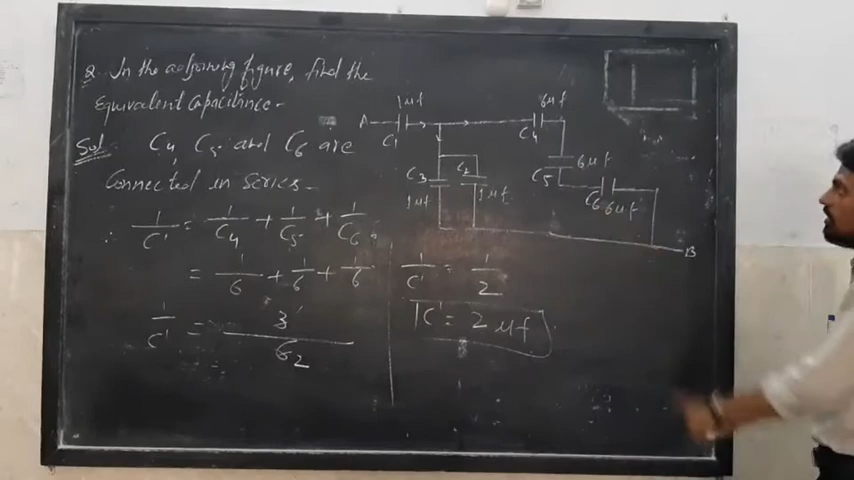 Q In the adjoining figure, find the
Equivalent Capacitance -
Sol C4, C5 and C6 are
Connected in series -
∴ 1/C' = 1/C4 + 1/C5 + 1/C6
= 1/6 + 1/6 + 1/6
1/C' = 3/6 2
1/C' = 1/2
C' = 2 μf
A
1μf
C1
6μf
C4
6μf
C5
C6 6μf
C3
1μf
C2
1μf
B